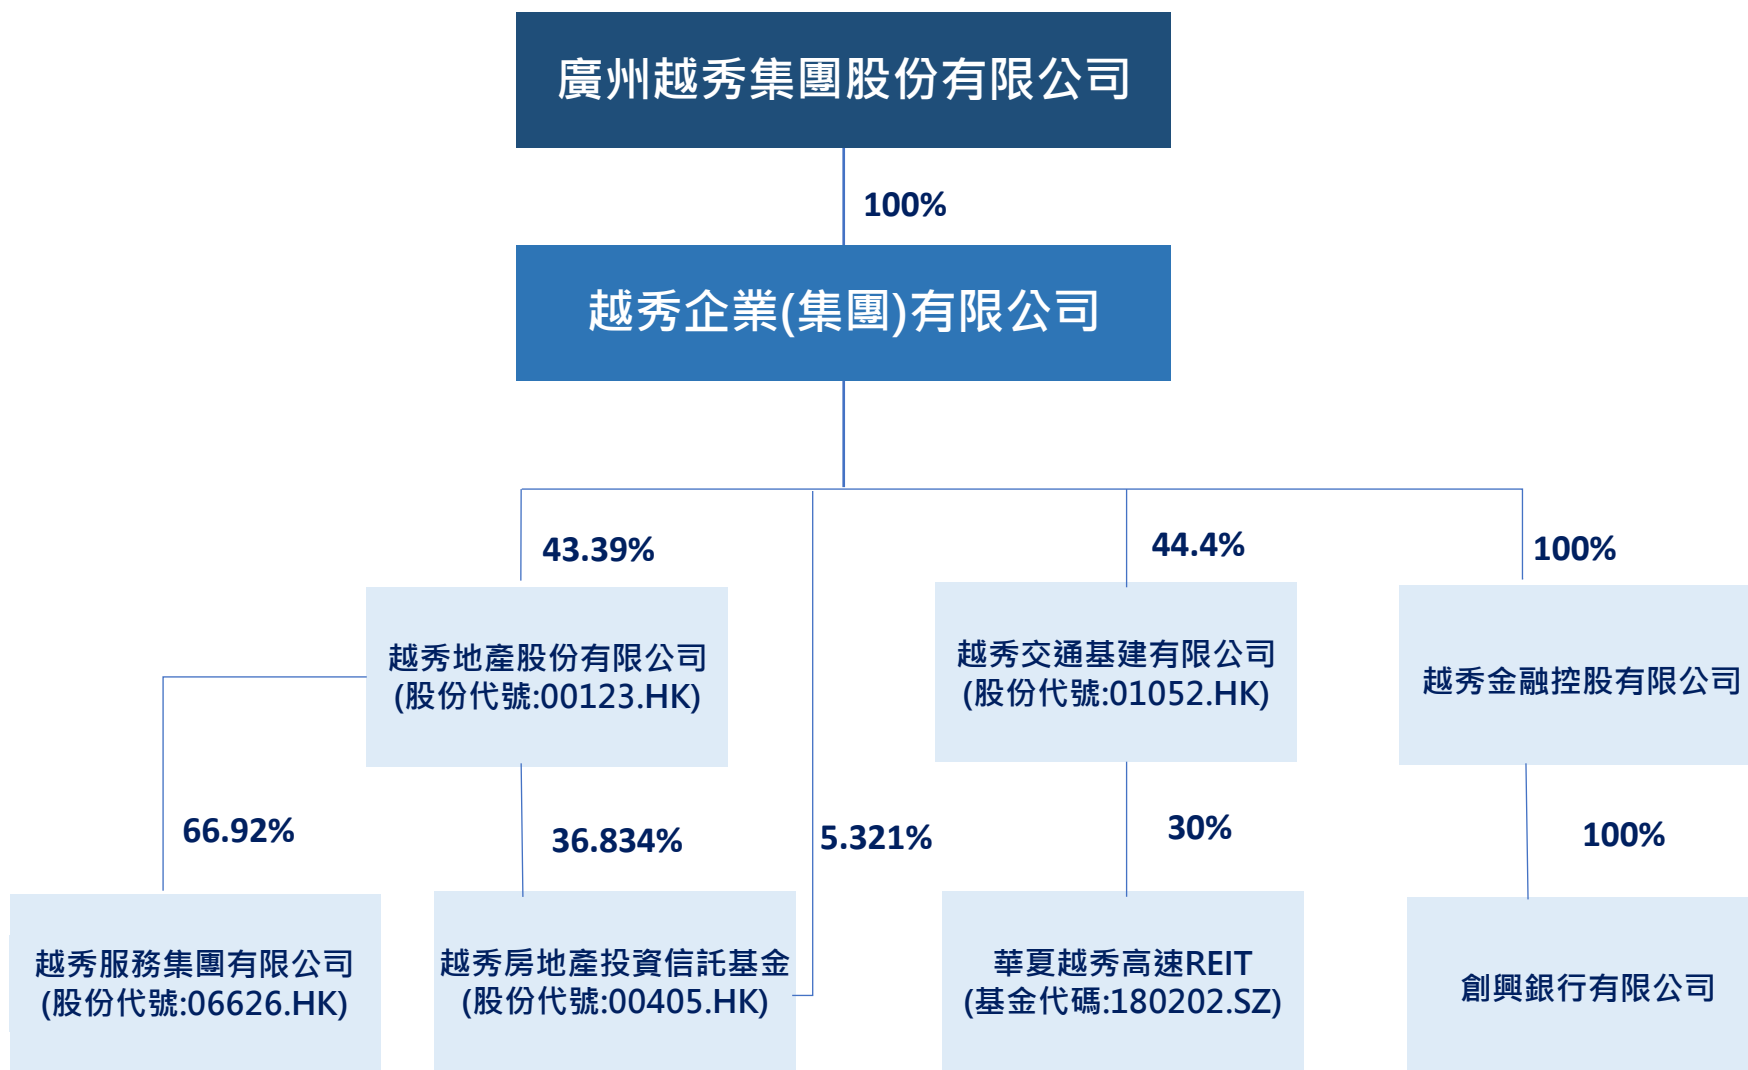 廣州越秀集團股份有限公司
100%
越秀企業(集團)有限公司
43.39%
44.4%
100%
越秀地產股份有限公司
(股份代號:00123.HK)
越秀交通基建有限公司
(股份代號:01052.HK)
越秀金融控股有限公司
66.92%
36.834%
5.321%
30%
100%
越秀服務集團有限公司
(股份代號:06626.HK)
越秀房地產投資信託基金
(股份代號:00405.HK)
華夏越秀高速REIT
(基金代碼:180202.SZ)
創興銀行有限公司